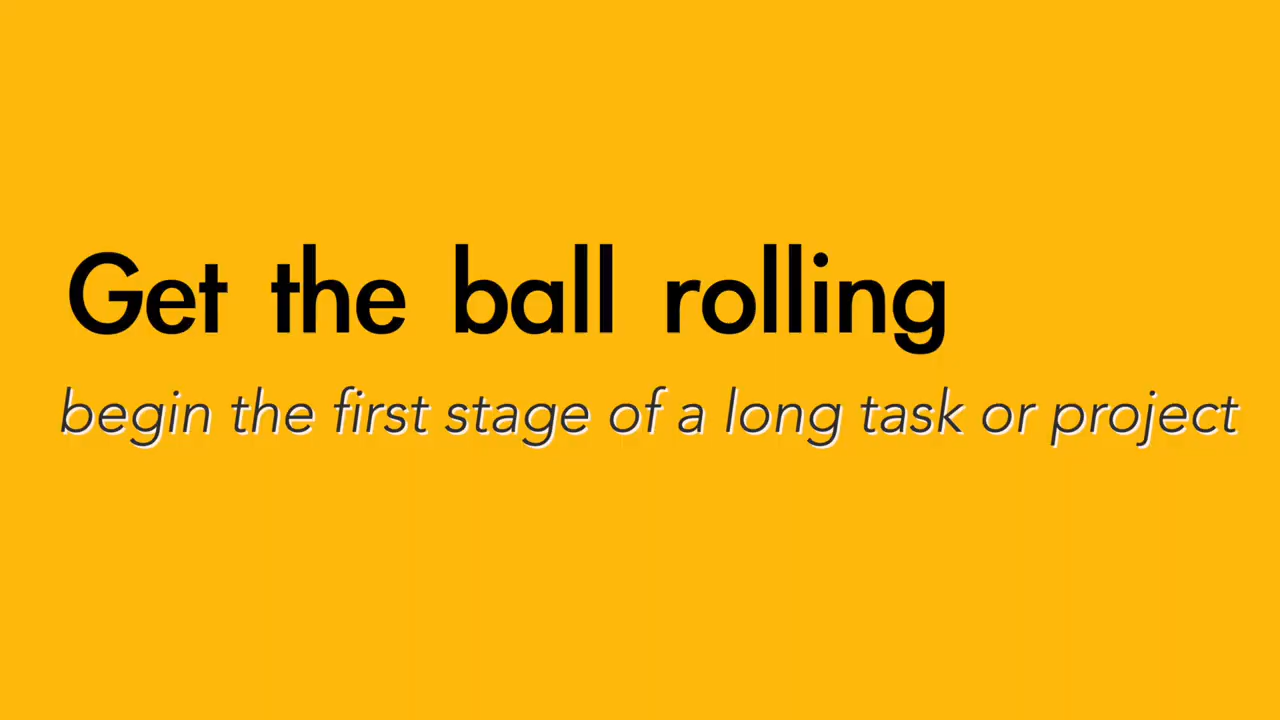 Get the ball rolling
begin the first stage of a long task or project